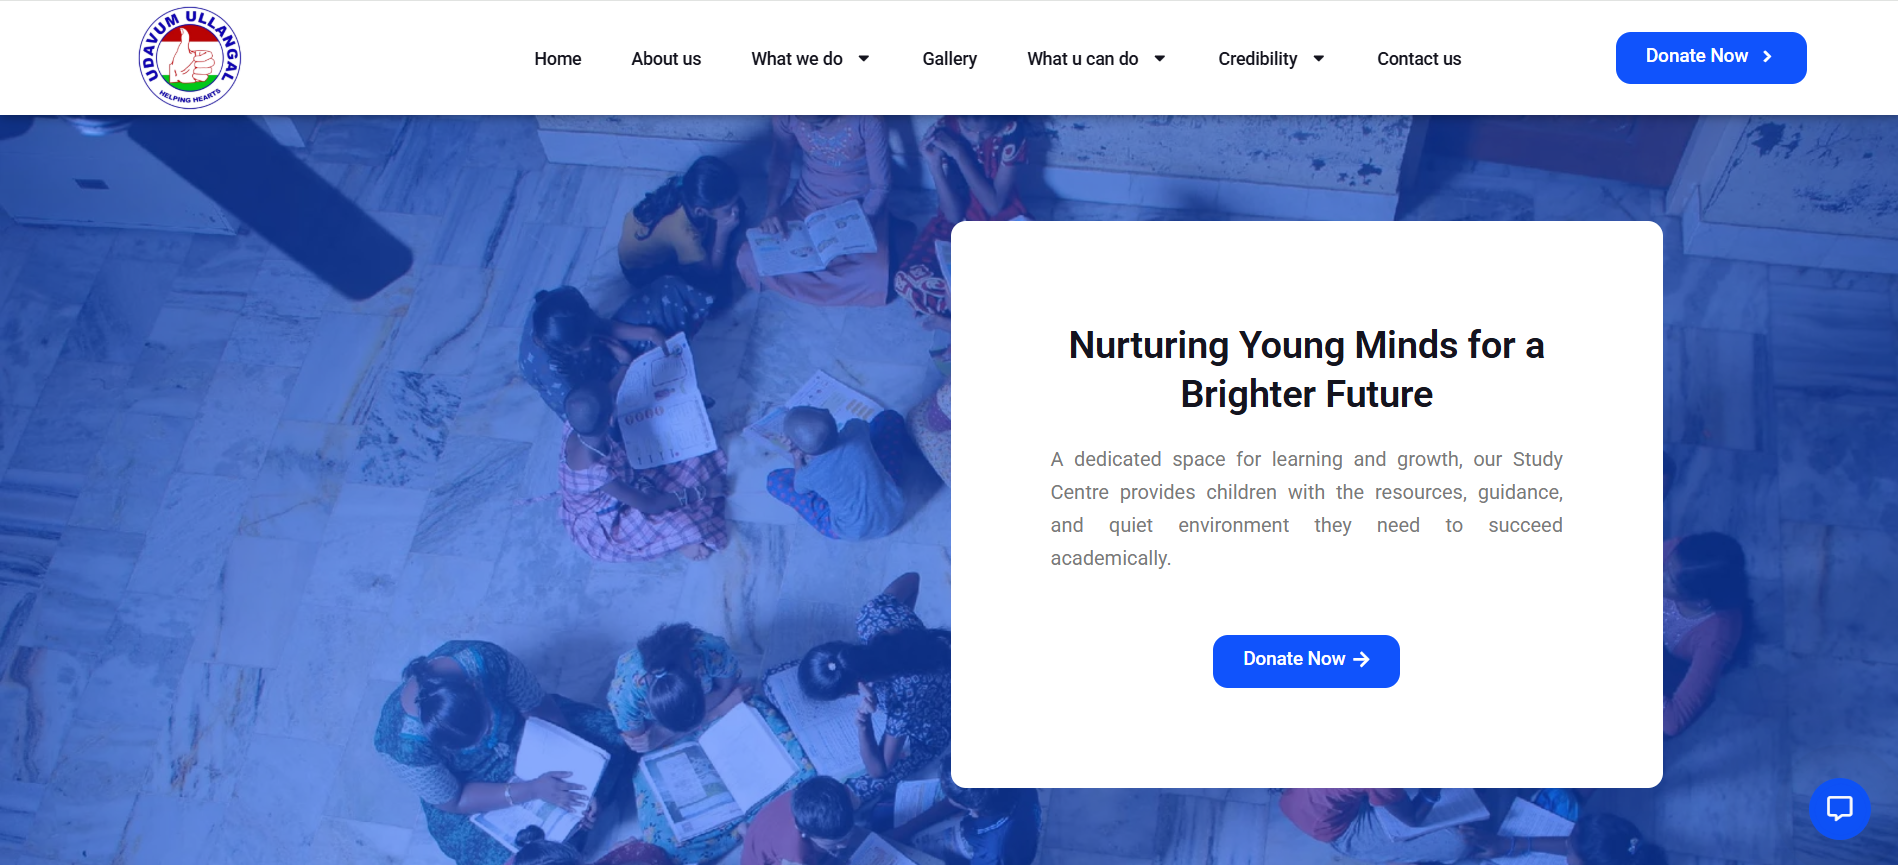 UDAVUM ULLANGAL
HELPING HEARTS
Home
About us
What we do
Gallery
What u can do
Credibility
Contact us
Donate Now
Nurturing Young Minds for a
Brighter Future
A dedicated space for learning and growth, our Study
Centre provides children with the resources, guidance,
and quiet environment they need to succeed
academically.
Donate Now